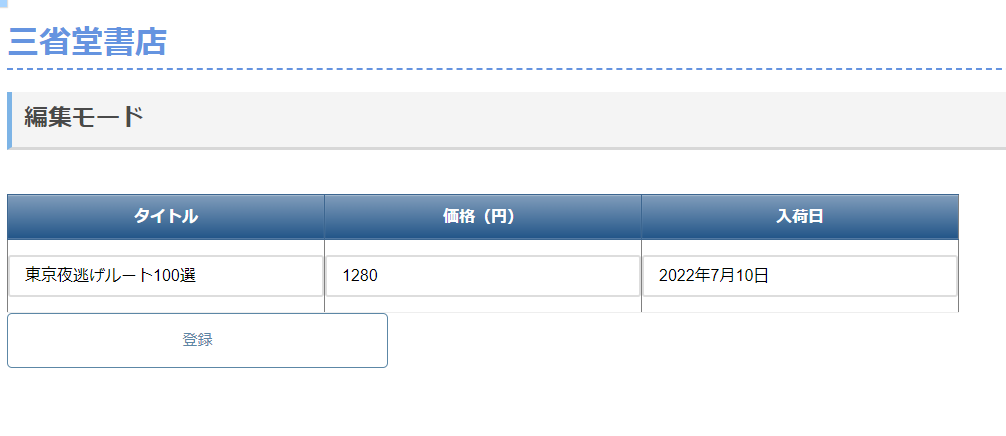 三省堂書店
編集モード
タイトル 価格（円） 入荷日
東京夜逃げルート100選 1280 2022年7月10日
登録